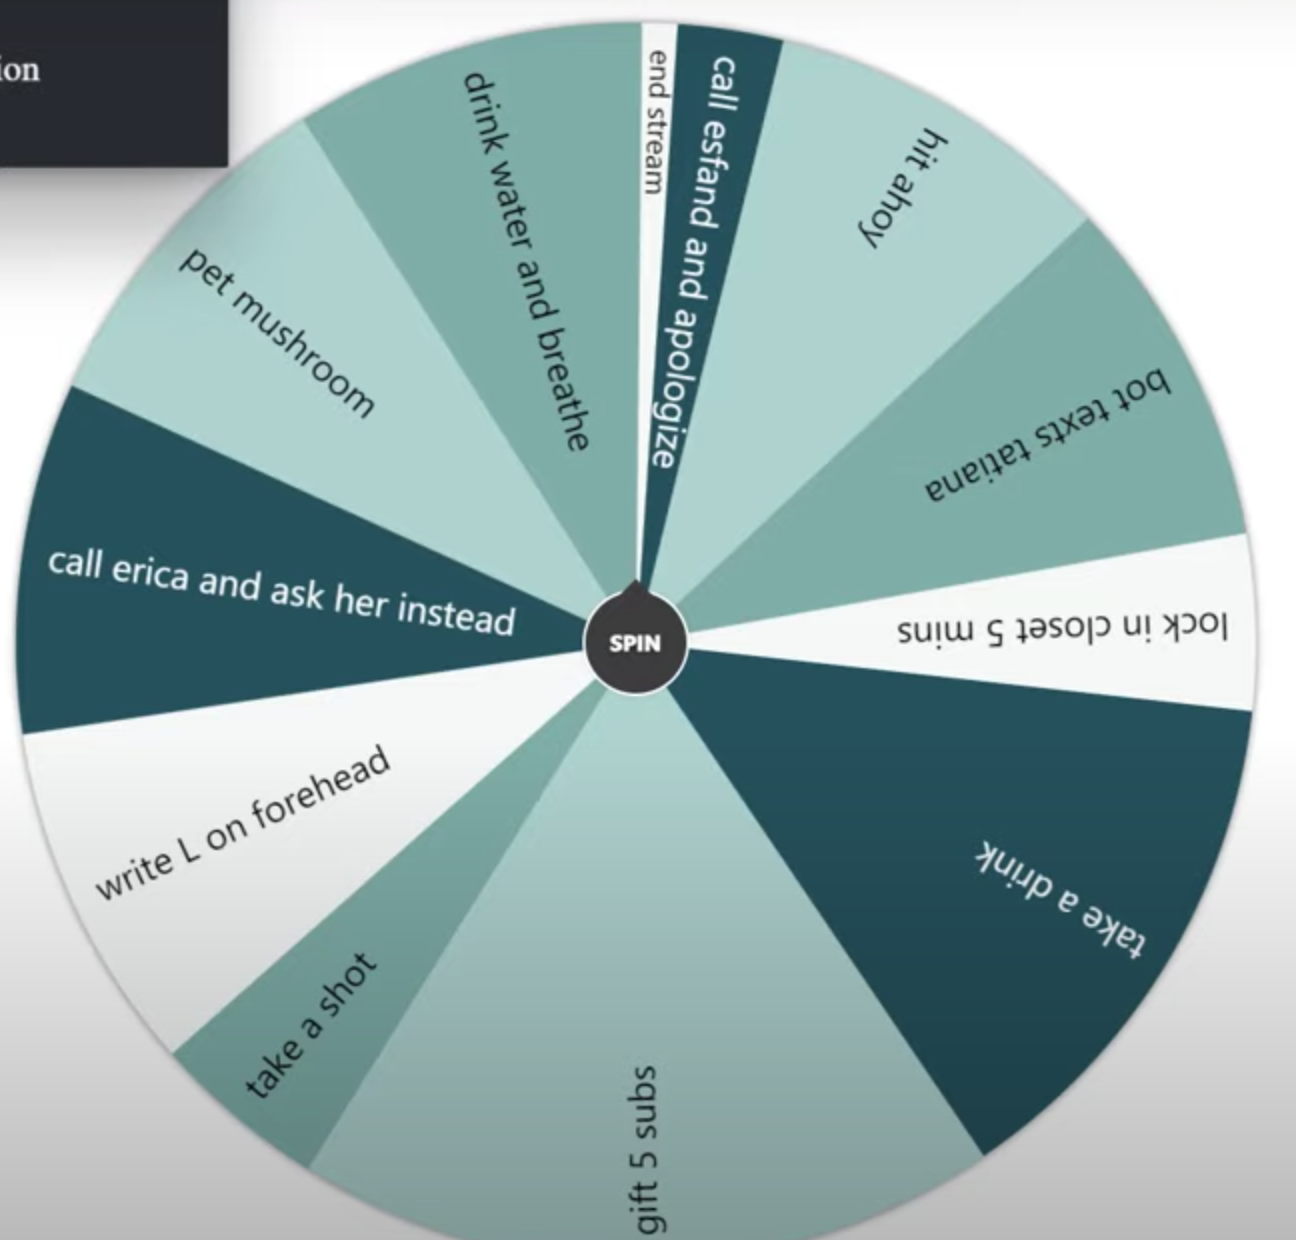 ion
end stream
call esfand and apologize
hit ahoy
bot texts tatiana
lock in closet 5 mins
take a drink
gift 5 subs
take a shot
write L on forehead
call erica and ask her instead
pet mushroom
drink water and breathe
SPIN